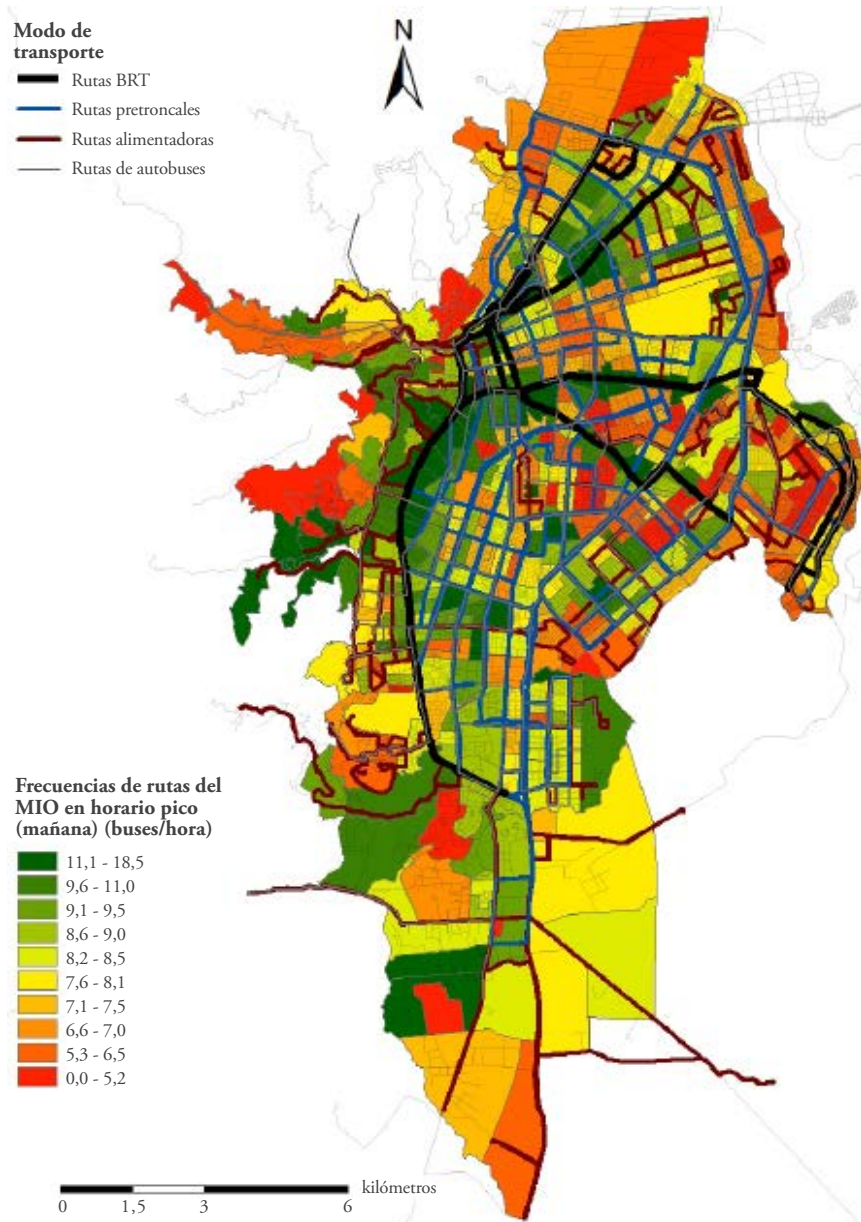 Modo de
transporte
N
Rutas BRT
Rutas pretroncales
Rutas alimentadoras
Rutas de autobuses
Frecuencias de rutas del
MIO en horario pico
(mañana) (buses/hora)
11,1 - 18,5
9,6 - 11,0
9,1 - 9,5
8,6 - 9,0
8,2 - 8,5
7,6 - 8,1
7,1 - 7,5
6,6 - 7,0
5,3 - 6,5
0,0 - 5,2
kilómetros
0 1,5 3 6